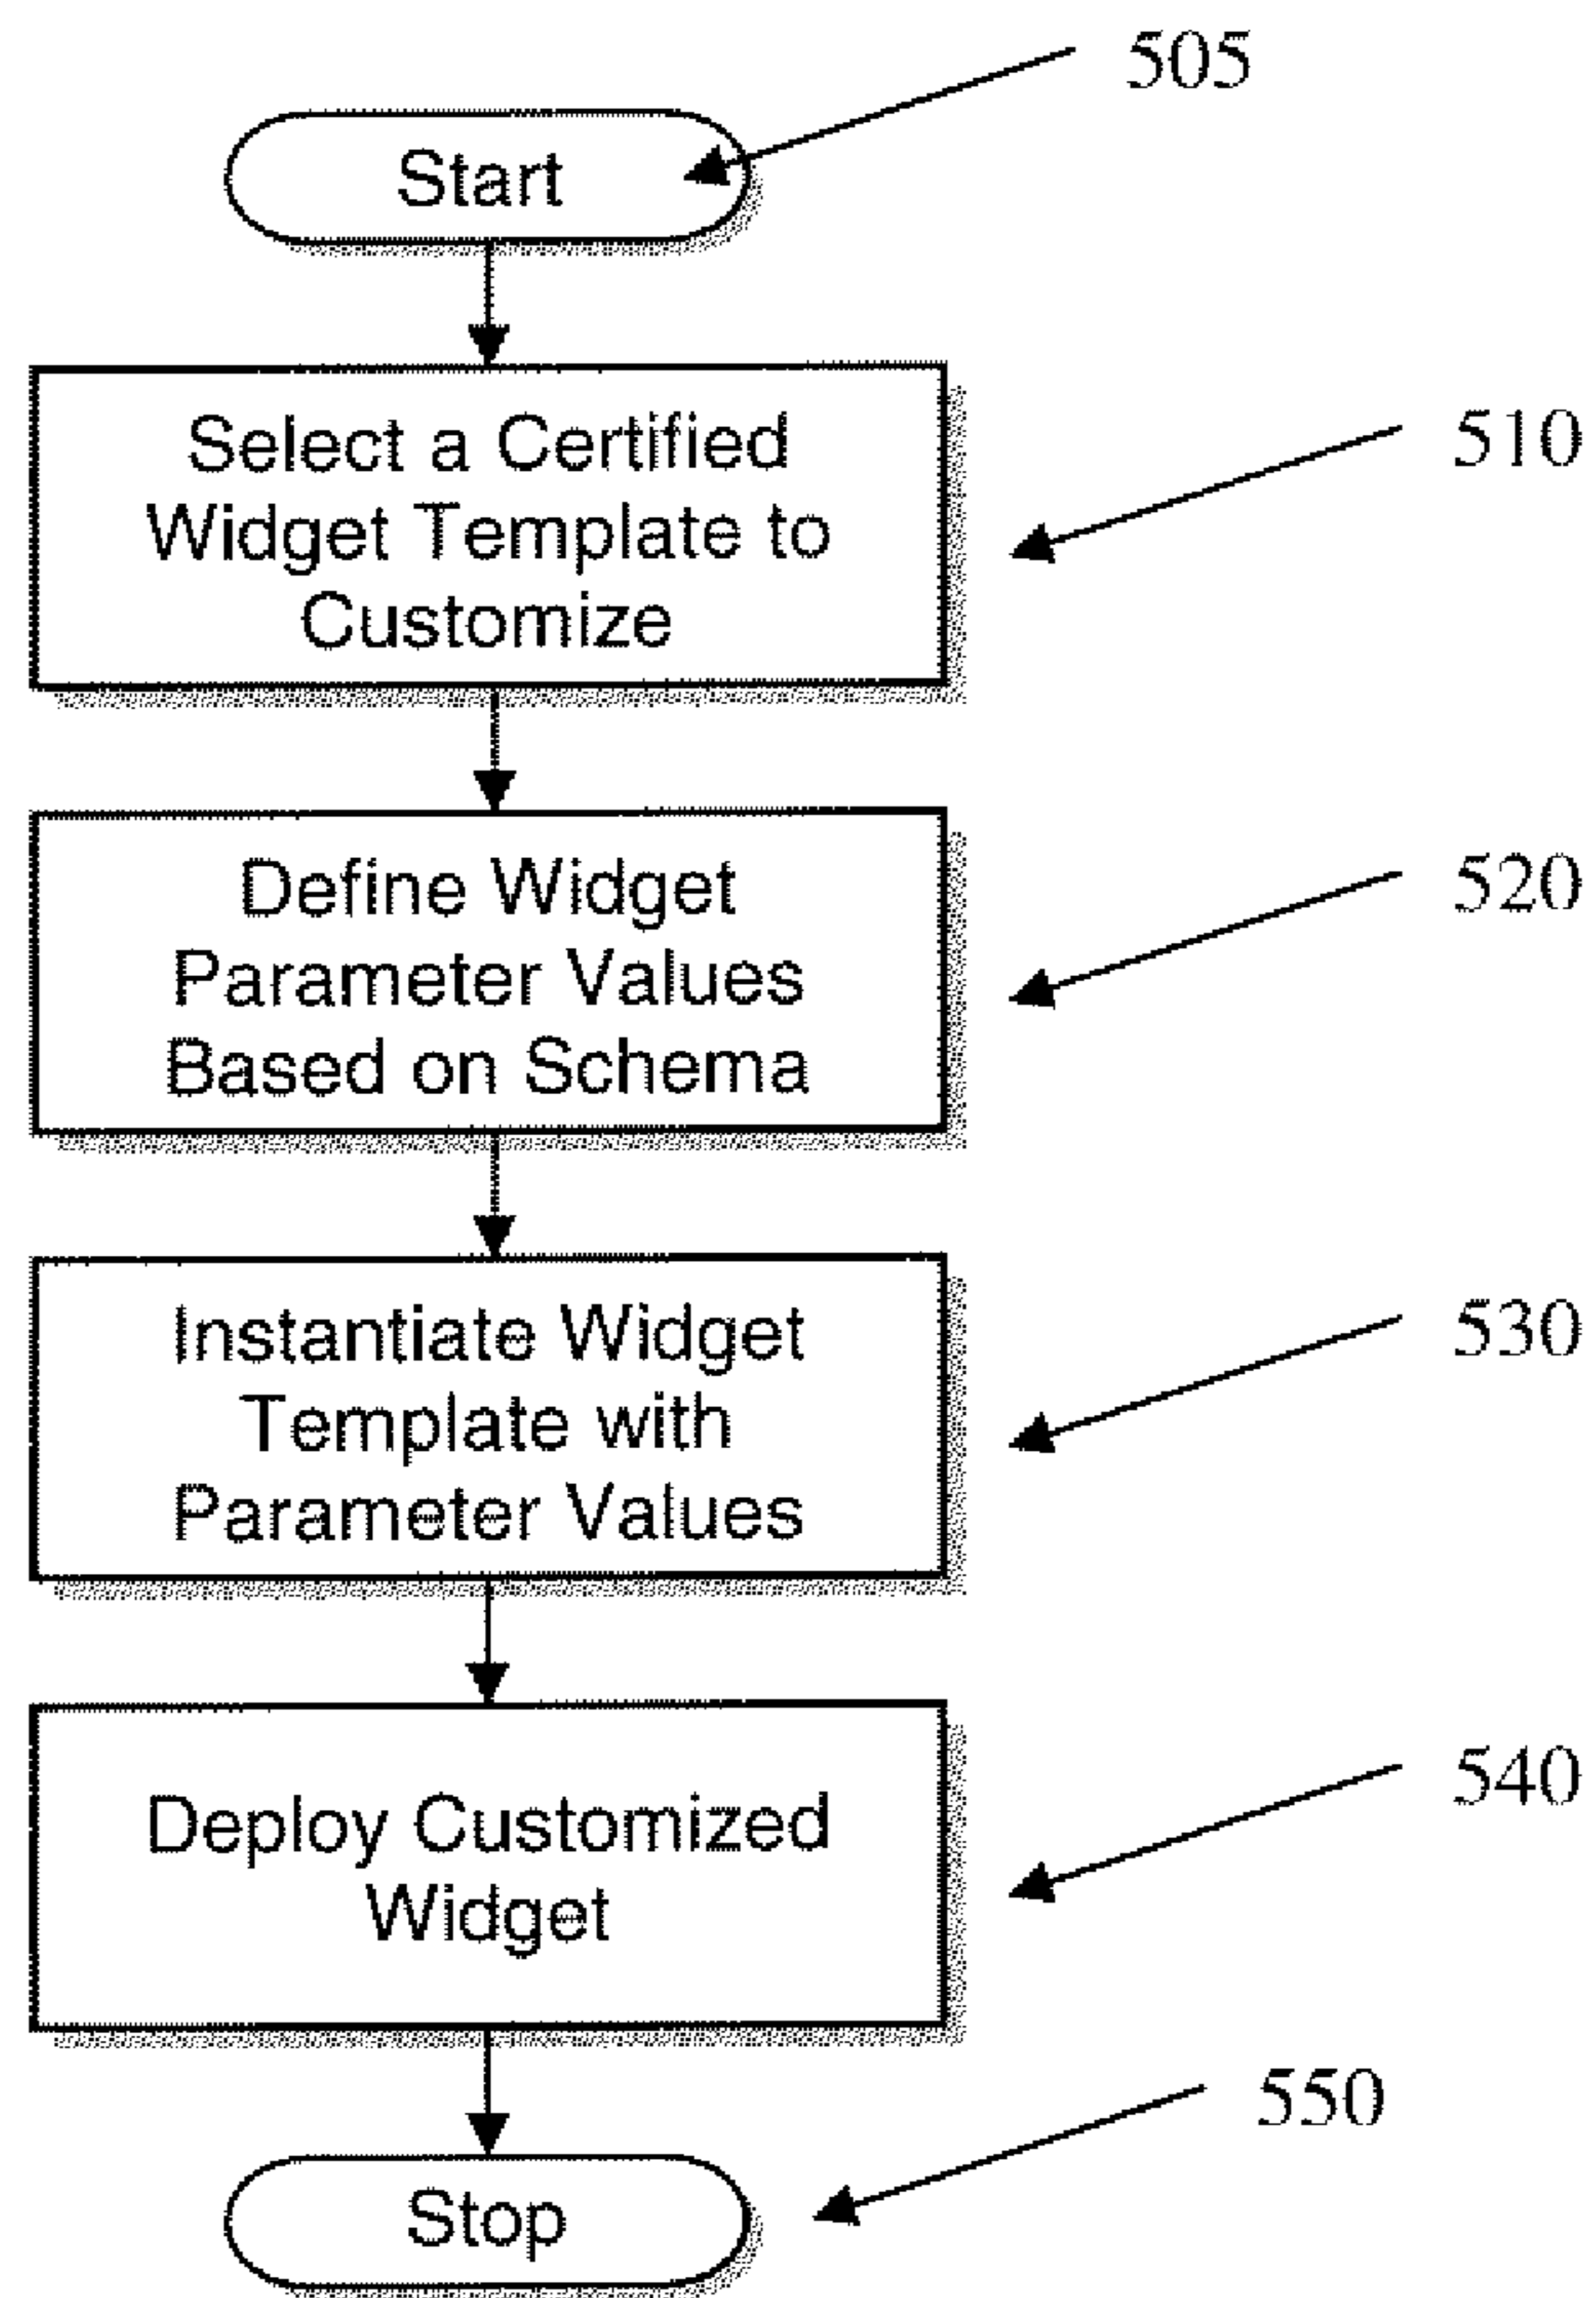 505
Start
Select a Certified
Widget Template to
Customize
510
Define Widget
Parameter Values
Based on Schema
520
Instantiate Widget
Template with
Parameter Values
530
Deploy Customized
Widget
540
550
Stop